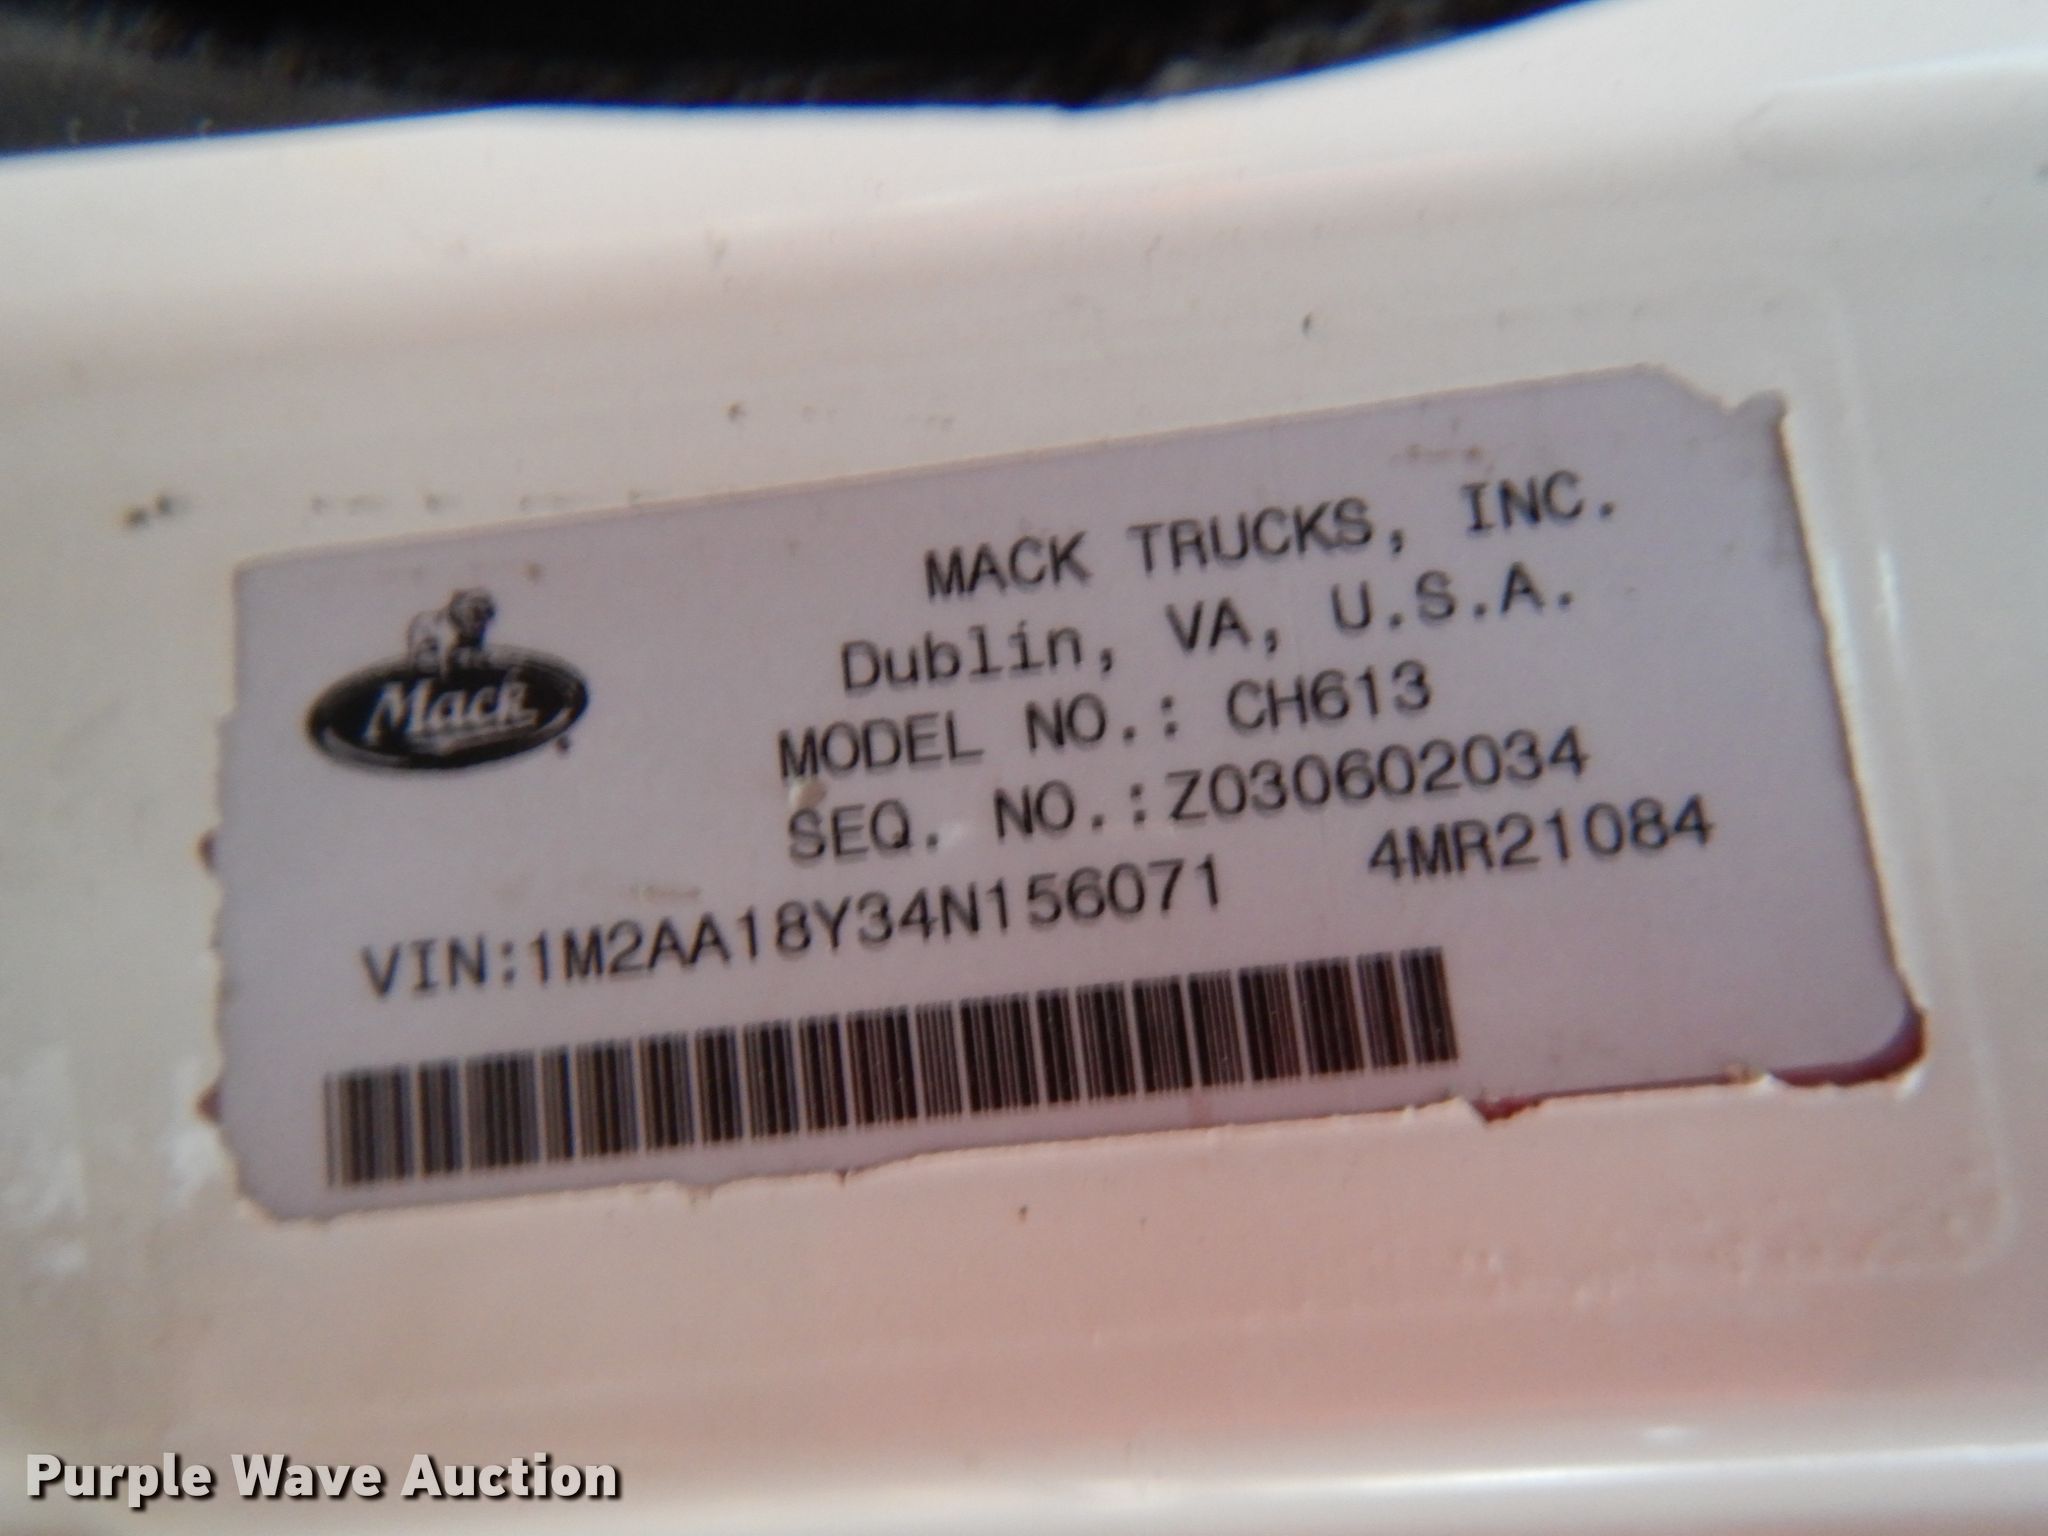 MACK TRUCKS, INC.
Dublin, VA, U.S.A.
Mack
MODEL NO.: CH613
SEQ. NO.:Z030602034
VIN:1M2AA18Y34N156071 4MR21084
Purple Wave Auction